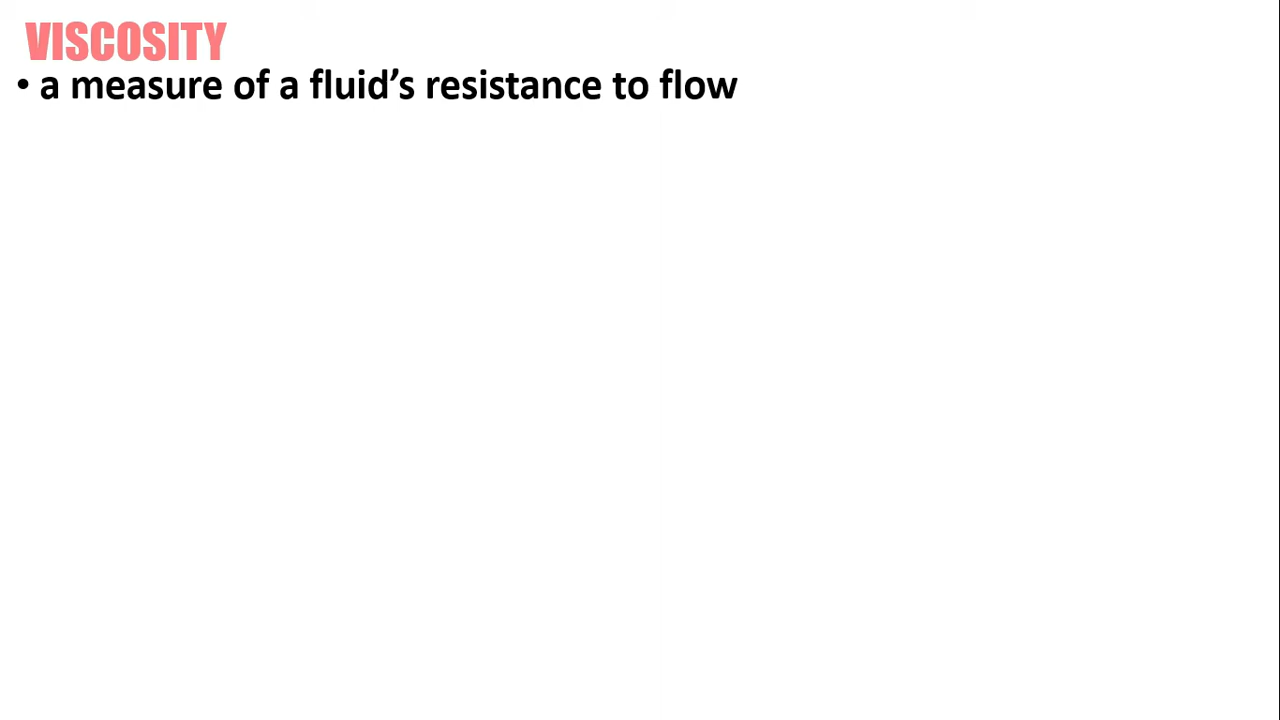 VISCOSITY
• a measure of a fluid’s resistance to flow